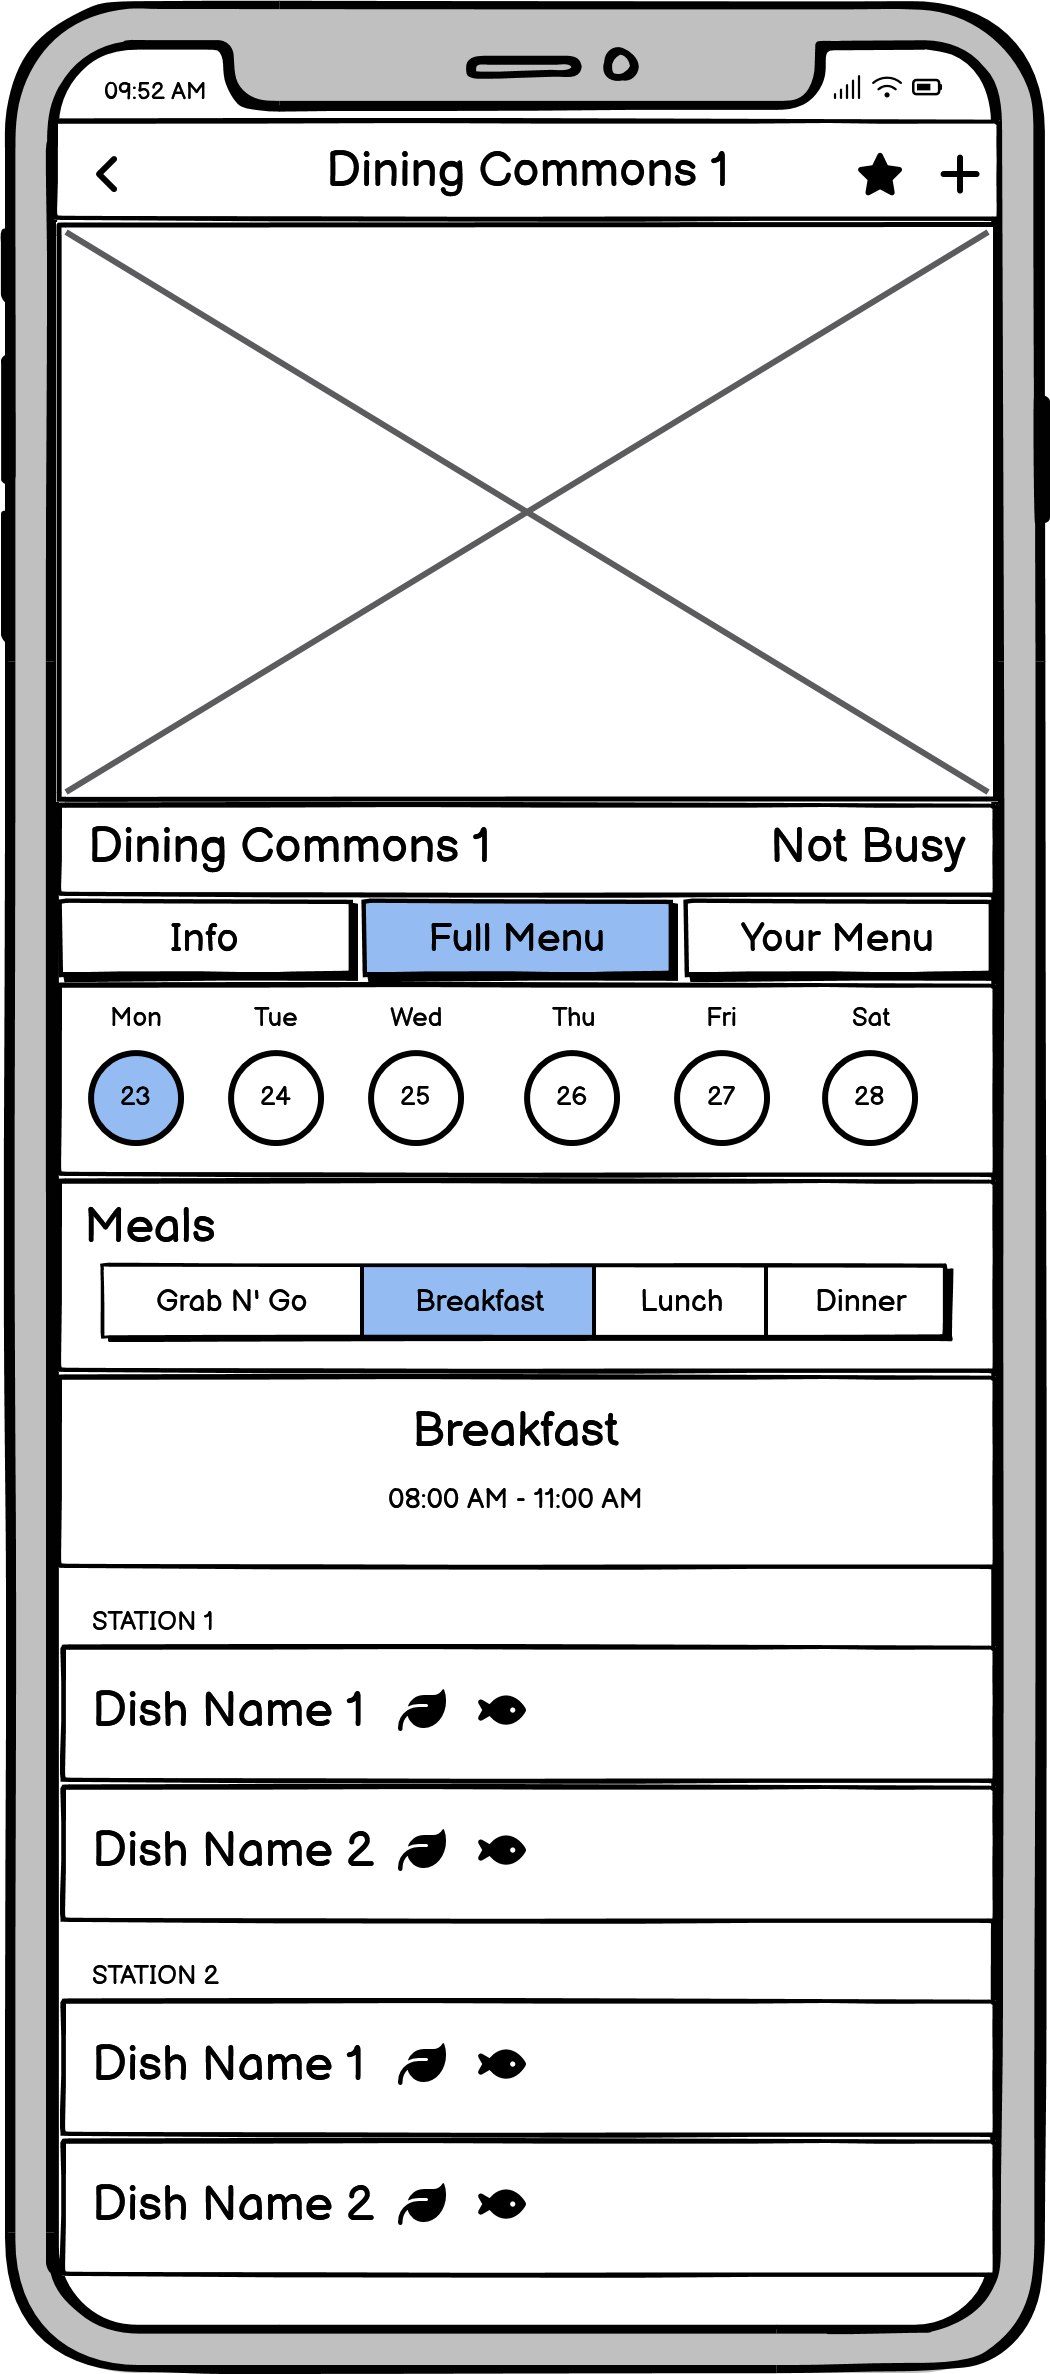 09:52 AM
Dining Commons 1
Dining Commons 1 Not Busy
Info Full Menu Your Menu
Mon Tue Wed Thu Fri Sat
23 24 25 26 27 28
Meals
Grab N' Go Breakfast Lunch Dinner
Breakfast
08:00 AM - 11:00 AM
STATION 1
Dish Name 1
Dish Name 2
STATION 2
Dish Name 1
Dish Name 2